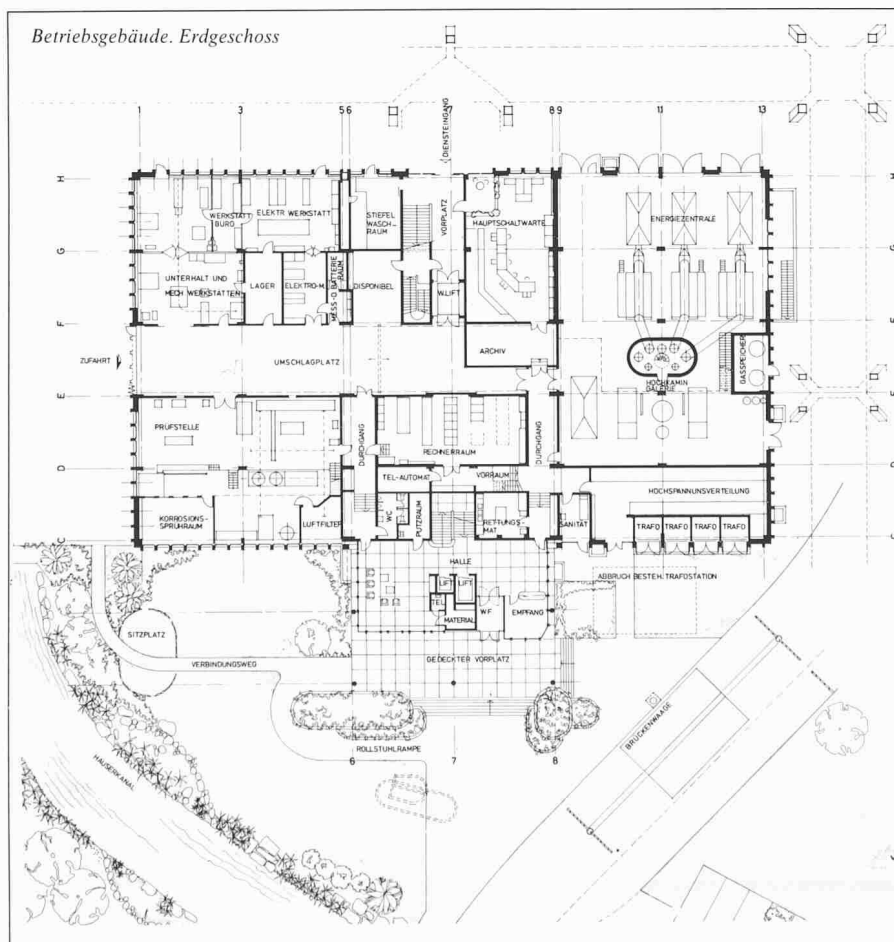 Betriebsgebäude. Erdgeschoss
1
3
5 6
7
8 9
11
13
DIENSTEINGANG
H
H
WERKSTATT
BÜRO
ELEKTR WERKSTATT
STIEFEL
WASCH-
RAUM
VORPLATZ
HAUPTSCHALTWARTE
ENERGIEZENTRALE
G
G
UNTERHALT UND
MECH WERKSTÄTTEN
LAGER
ELEKTRO-M.
MESS-O. BATTERIE
RAUM
DISPONIBEL
W.LIFT
F
F
ZUFAHRT
UMSCHLAGPLATZ
ARCHIV
HOCHKAMIN
GALERIE
GASSPEICHER
E
E
PRÜFSTELLE
DURCHGANG
RECHNERRAUM
DURCHGANG
D
D
TEL-AUTOMAT
VORRAUM
HOCHSPANNUNSVERTEILUNG
KORROSIONS-
SPRÜHRAUM
LUFTFILTER
WC
PUTZRAUM
RETTUNGS-
MAT
SANITÄT
TRAFO
TRAFO
TRAFO
TRAFO
C
C
HALLE
ABBRUCH BESTEH.TRAFOSTATION
LIFT
LIFT
TEL
MATERIAL
W.F.
EMPFANG
SITZPLATZ
VERBINDUNGSWEG
GEDECKTER VORPLATZ
BRÜCKENWAAGE
ROLLSTUHLRAMPE
6
7
8
HÄUSERKANAL